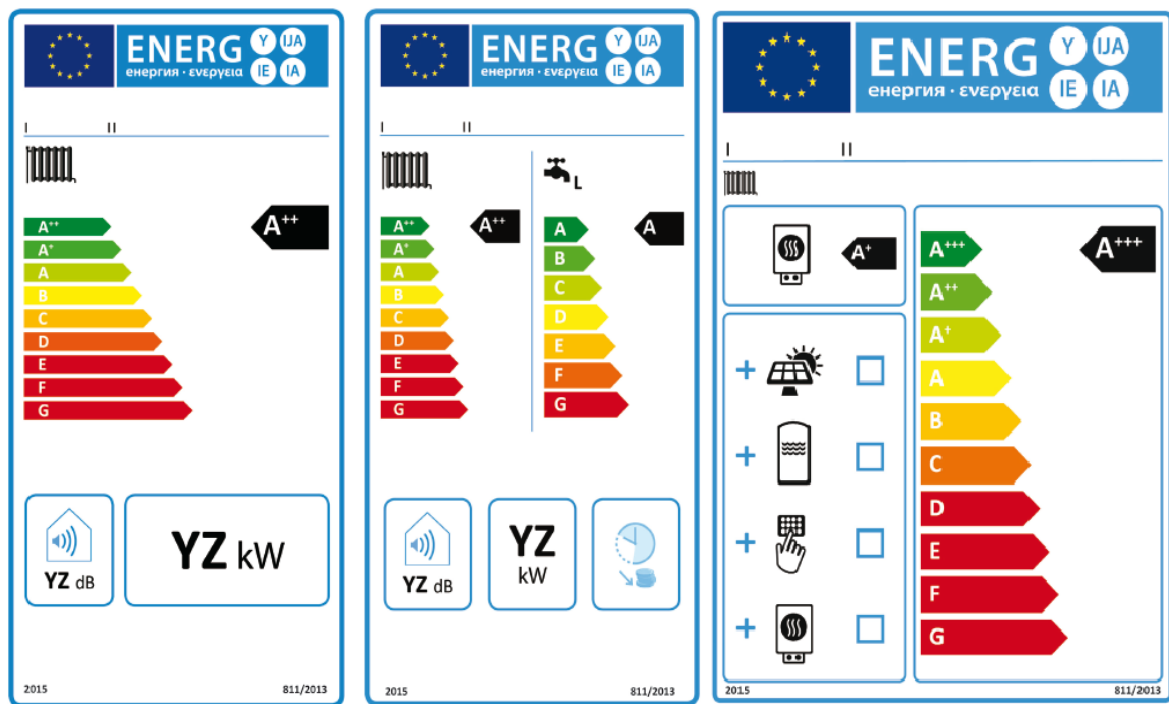 ENERG Y IJA
енергия · ενεργεια IE IA
I II
A++
A++
A+
A
B
C
D
E
F
G
YZ dB
YZ kW
2015 811/2013
ENERG Y IJA
енергия · ενεργεια IE IA
I II
L
A++
A++
A+
A
B
C
D
E
F
G
A
A
B
C
D
E
F
G
YZ dB
YZ
kW
2015 811/2013
ENERG Y IJA
енергия · ενεργεια IE IA
I II
A+
+
+
+
+
A+++
A+++
A++
A+
A
B
C
D
E
F
G
2015 811/2013